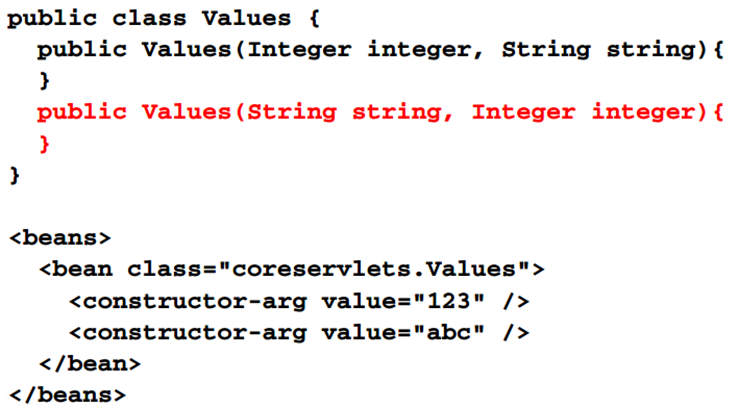 public class Values {
public Values(Integer integer, String string){
}
public Values(String string, Integer integer){
}
}
<beans>
<bean class="coreservlets.Values">
<constructor-arg value="123" />
<constructor-arg value="abc" />
</bean>
</beans>